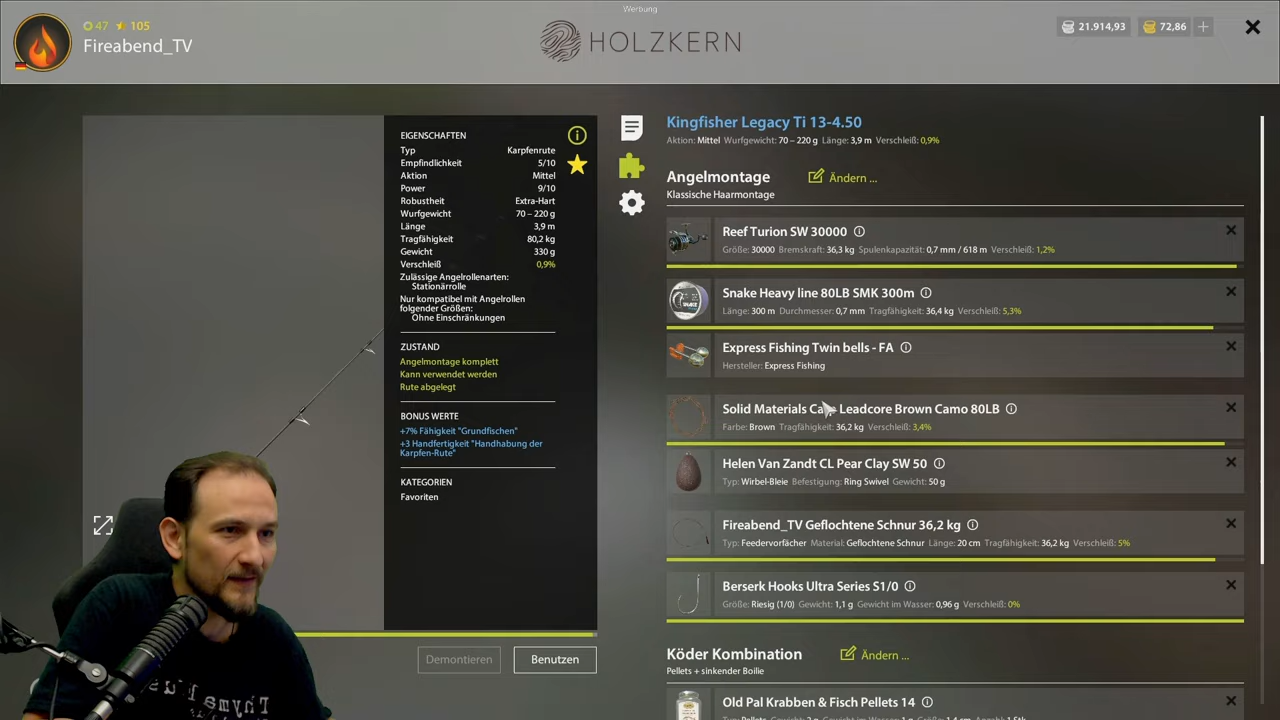 Werbung
47 105
Fireabend_TV
HOLZKERN
21.914,93
72,86
EIGENSCHAFTEN
Typ Karpfenrute
Empfindlichkeit 5/10
Aktion Mittel
Power 9/10
Robustheit Extra-Hart
Wurfgewicht 70 – 220 g
Länge 3,9 m
Tragfähigkeit 80,2 kg
Gewicht 330 g
Verschleiß 0,9%
Zulässige Angelrollenarten:
Stationärrolle
Nur kompatibel mit Angelrollen
folgender Größen:
Ohne Einschränkungen
ZUSTAND
Angelmontage komplett
Kann verwendet werden
Rute abgelegt
BONUS WERTE
+7% Fähigkeit "Grundfischen"
+3 Handfertigkeit "Handhabung der
Karpfen-Rute"
KATEGORIEN
Favoriten
Demontieren
Benutzen
Kingfisher Legacy Ti 13-4.50
Aktion: Mittel Wurfgewicht: 70 – 220 g Länge: 3,9 m Verschleiß: 0,9%
Angelmontage Ändern ...
Klassische Haarmontage
Reef Turion SW 30000
Größe: 30000 Bremskraft: 36,3 kg Spulenkapazität: 0,7 mm / 618 m Verschleiß: 1,2%
Snake Heavy line 80LB SMK 300m
Länge: 300 m Durchmesser: 0,7 mm Tragfähigkeit: 36,4 kg Verschleiß: 5,3%
Express Fishing Twin bells - FA
Hersteller: Express Fishing
Solid Materials Leadcore Brown Camo 80LB
Farbe: Brown Tragfähigkeit: 36,2 kg Verschleiß: 3,4%
Helen Van Zandt CL Pear Clay SW 50
Typ: Wirbel-Bleie Befestigung: Ring Swivel Gewicht: 50 g
Fireabend_TV Geflochtene Schnur 36,2 kg
Typ: Feedervorfächer Material: Geflochtene Schnur Länge: 20 cm Tragfähigkeit: 36,2 kg Verschleiß: 5%
Berserk Hooks Ultra Series S1/0
Größe: Riesig (1/0) Gewicht: 1,1 g Gewicht im Wasser: 0,96 g Verschleiß: 0%
Köder Kombination Ändern ...
Pellets + sinkender Boilie
Old Pal Krabben & Fisch Pellets 14